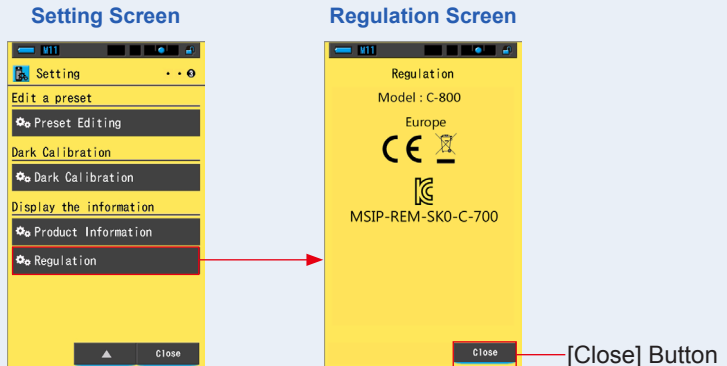 Setting Screen
M11
Setting
3
Edit a preset
Preset Editing
Dark Calibration
Dark Calibration
Display the information
Product Information
Regulation
Close
Regulation Screen
M11
Regulation
Model : C-800
Europe
CE
MSIP-REM-SK0-C-700
Close
[Close] Button